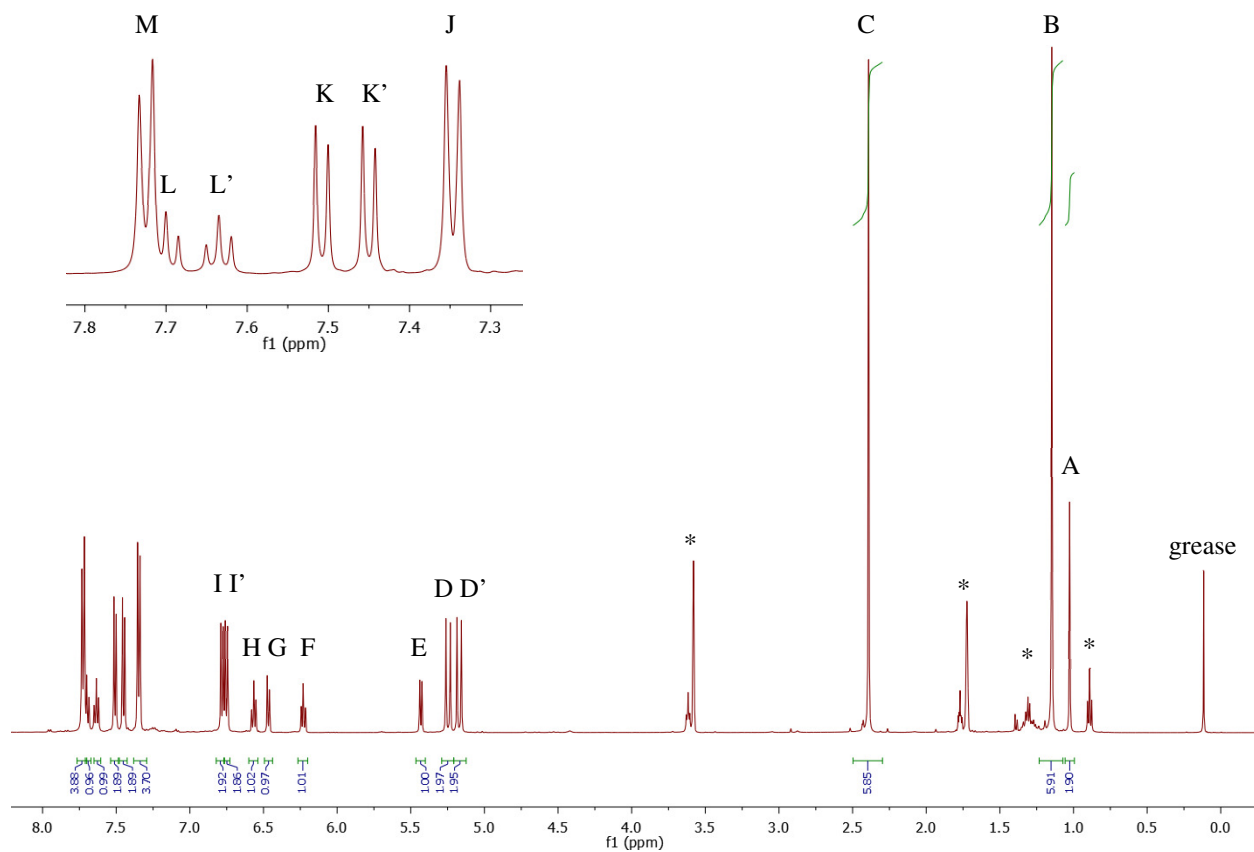 M
J
C
B
K
K’
L
L’
7.8 7.7 7.6 7.5 7.4 7.3
f1 (ppm)
A
*
grease
I I’
D D’
*
H G F E
*
*
3.88
0.96
0.99
1.89
1.89
3.70
1.92
1.86
1.02
0.97
1.01
1.00
1.97
1.95
5.85
5.91
1.90
8.0 7.5 7.0 6.5 6.0 5.5 5.0 4.5 4.0 3.5 3.0 2.5 2.0 1.5 1.0 0.5 0.0
f1 (ppm)